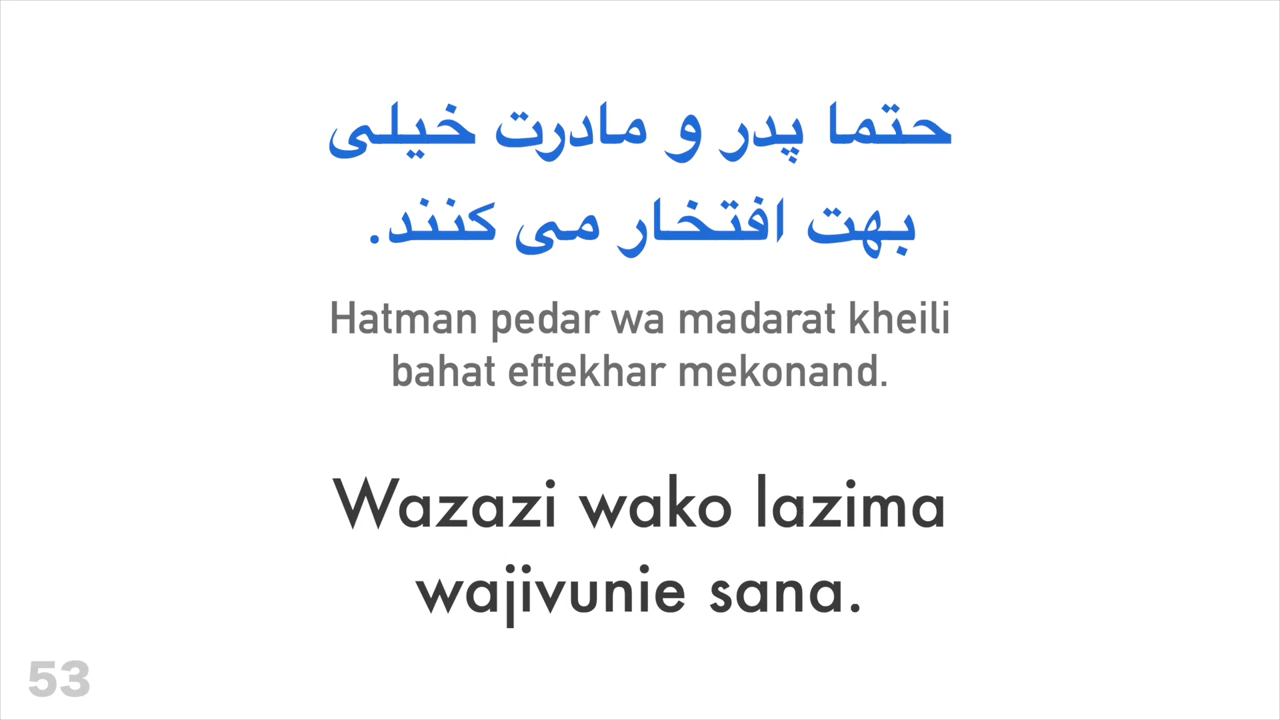 حتما پدر و مادرت خیلی
بهت افتخار می کنند.
Hatman pedar wa madarat kheili
bahat eftekhar mekonand.
Wazazi wako lazima
wajivunie sana.
53